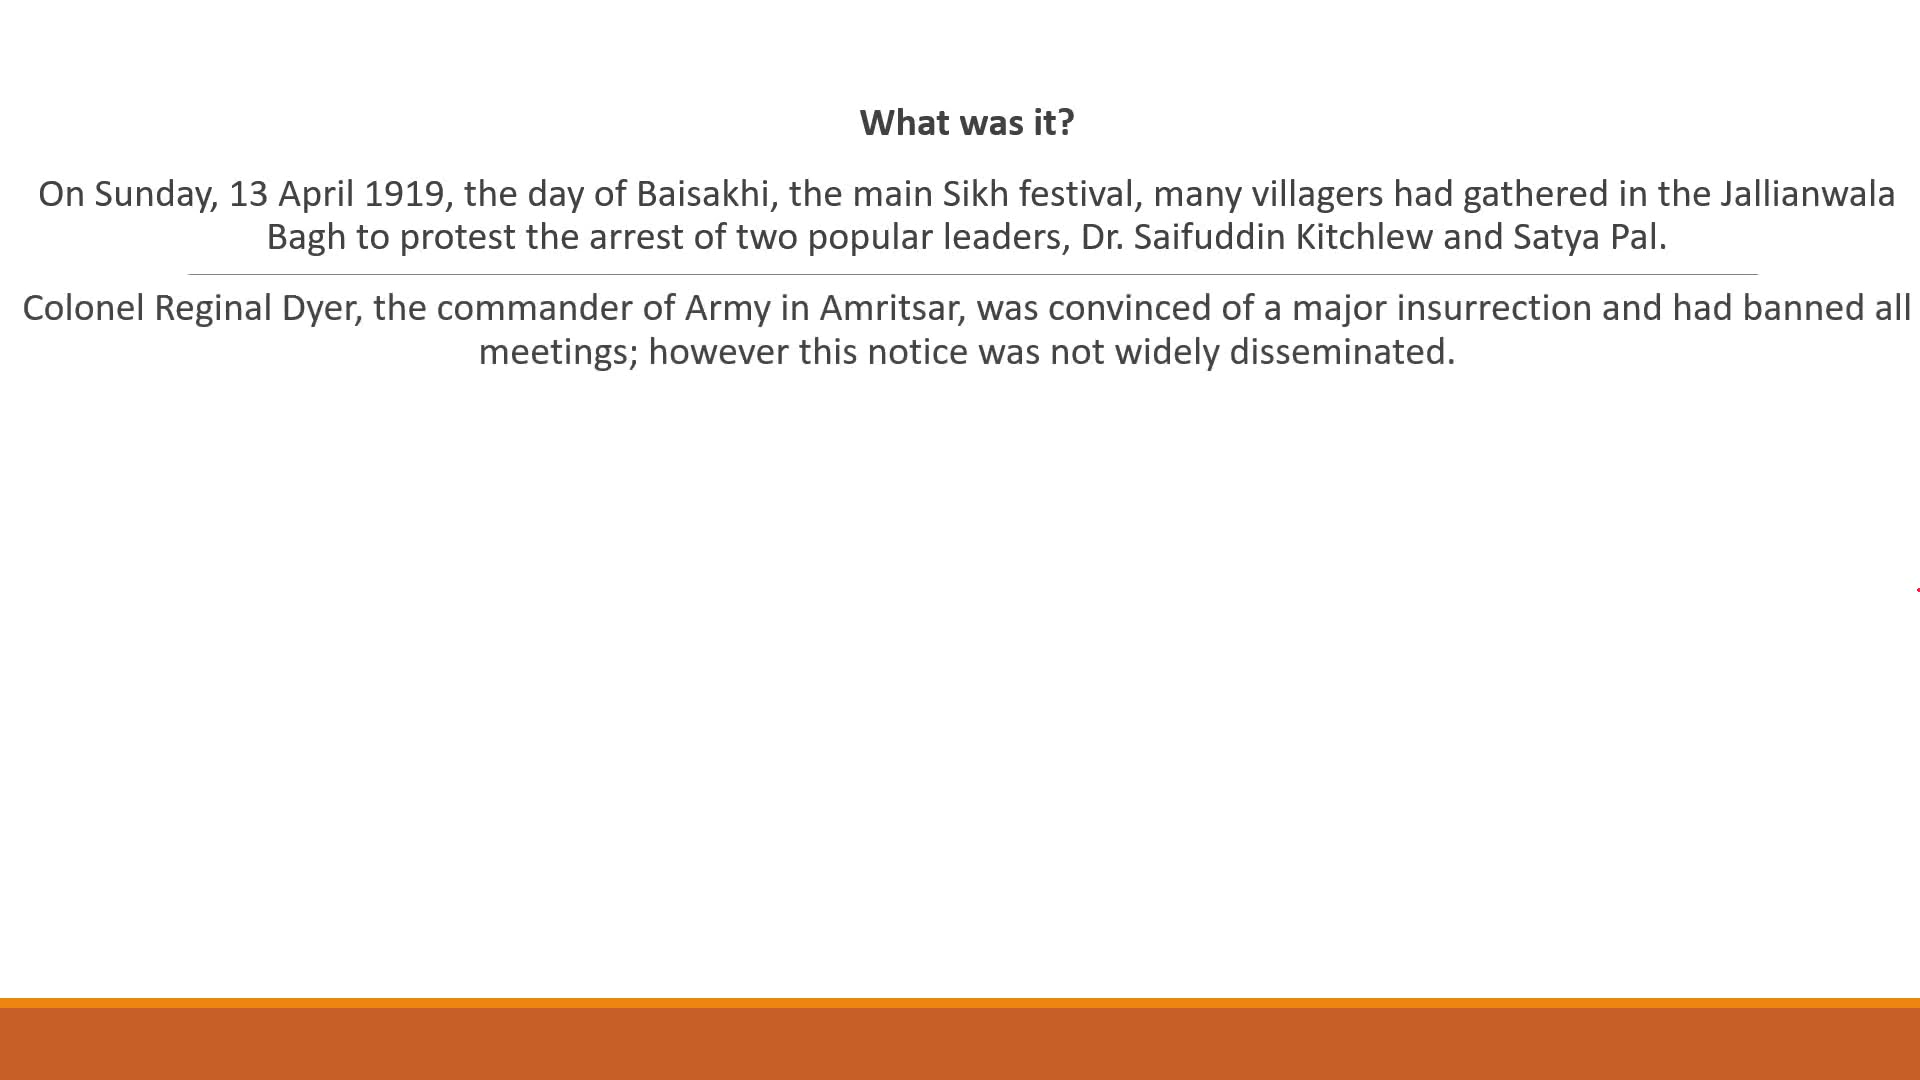 What was it?
On Sunday, 13 April 1919, the day of Baisakhi, the main Sikh festival, many villagers had gathered in the Jallianwala
Bagh to protest the arrest of two popular leaders, Dr. Saifuddin Kitchlew and Satya Pal.
Colonel Reginal Dyer, the commander of Army in Amritsar, was convinced of a major insurrection and had banned all
meetings; however this notice was not widely disseminated.